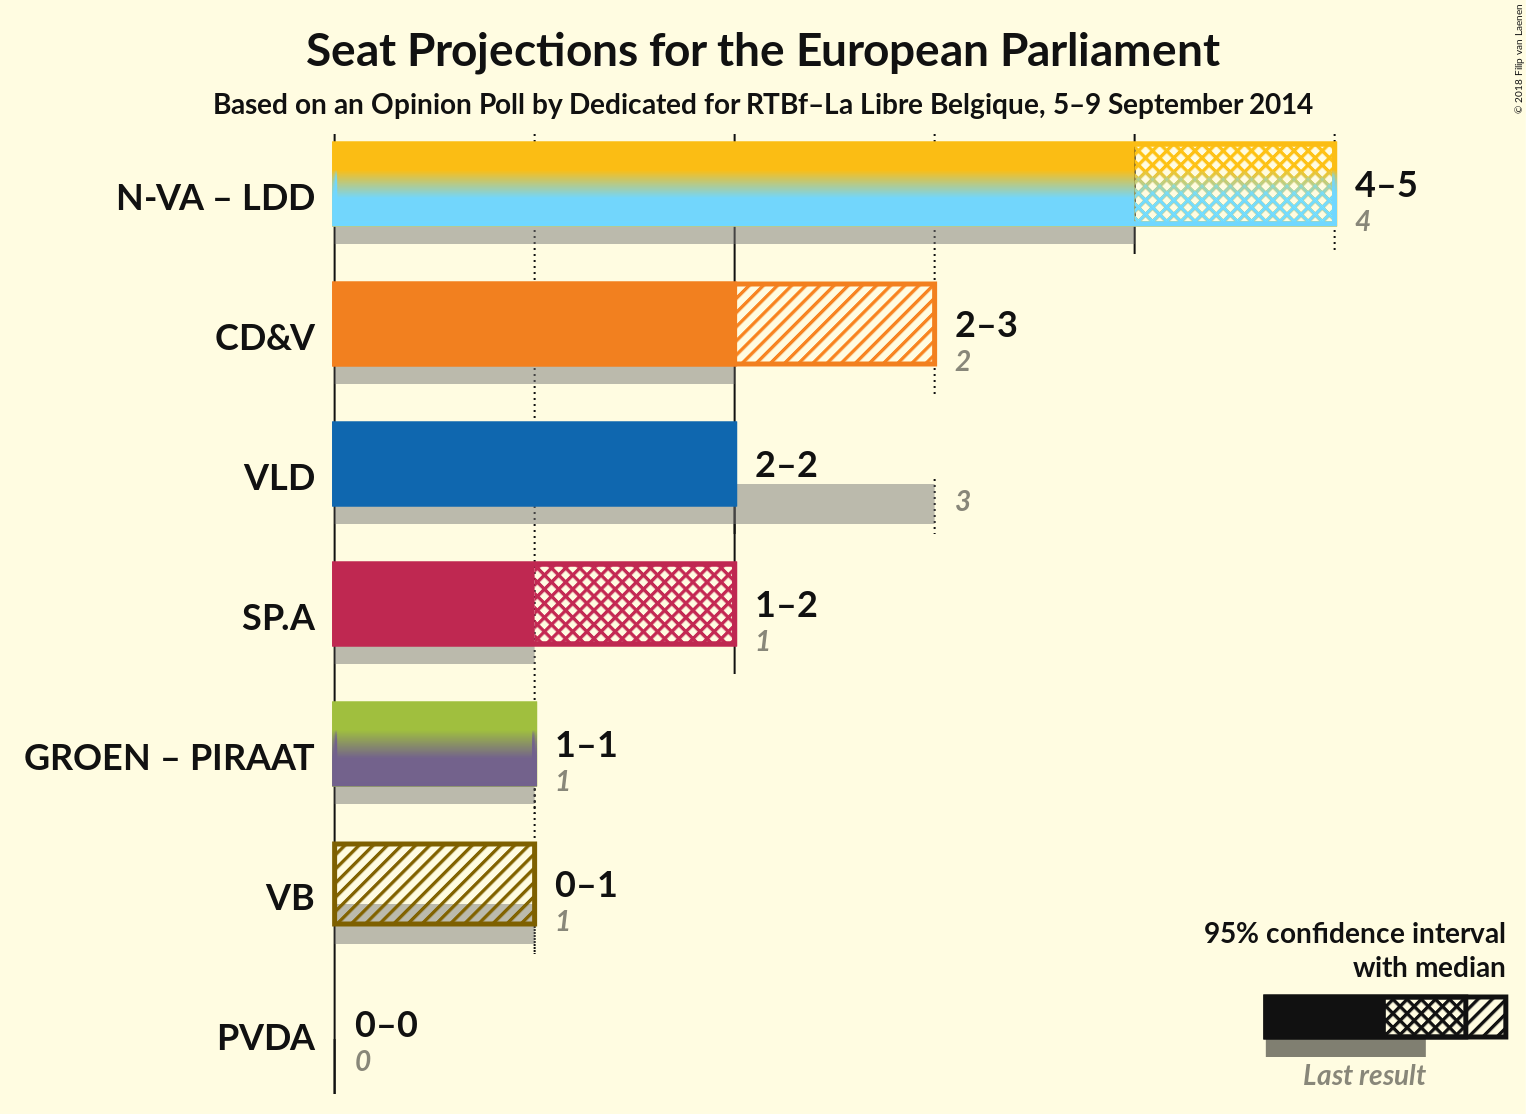 Seat Projections for the European Parliament
Based on an Opinion Poll by Dedicated for RTBf–La Libre Belgique, 5–9 September 2014
© 2018 Filip van Laenen
N-VA – LDD
4–5
4
CD&V
2–3
2
VLD
2–2
3
SP.A
1–2
1
GROEN – PIRAAT
1–1
1
VB
0–1
1
PVDA
0–0
0
95% confidence interval
with median
Last result